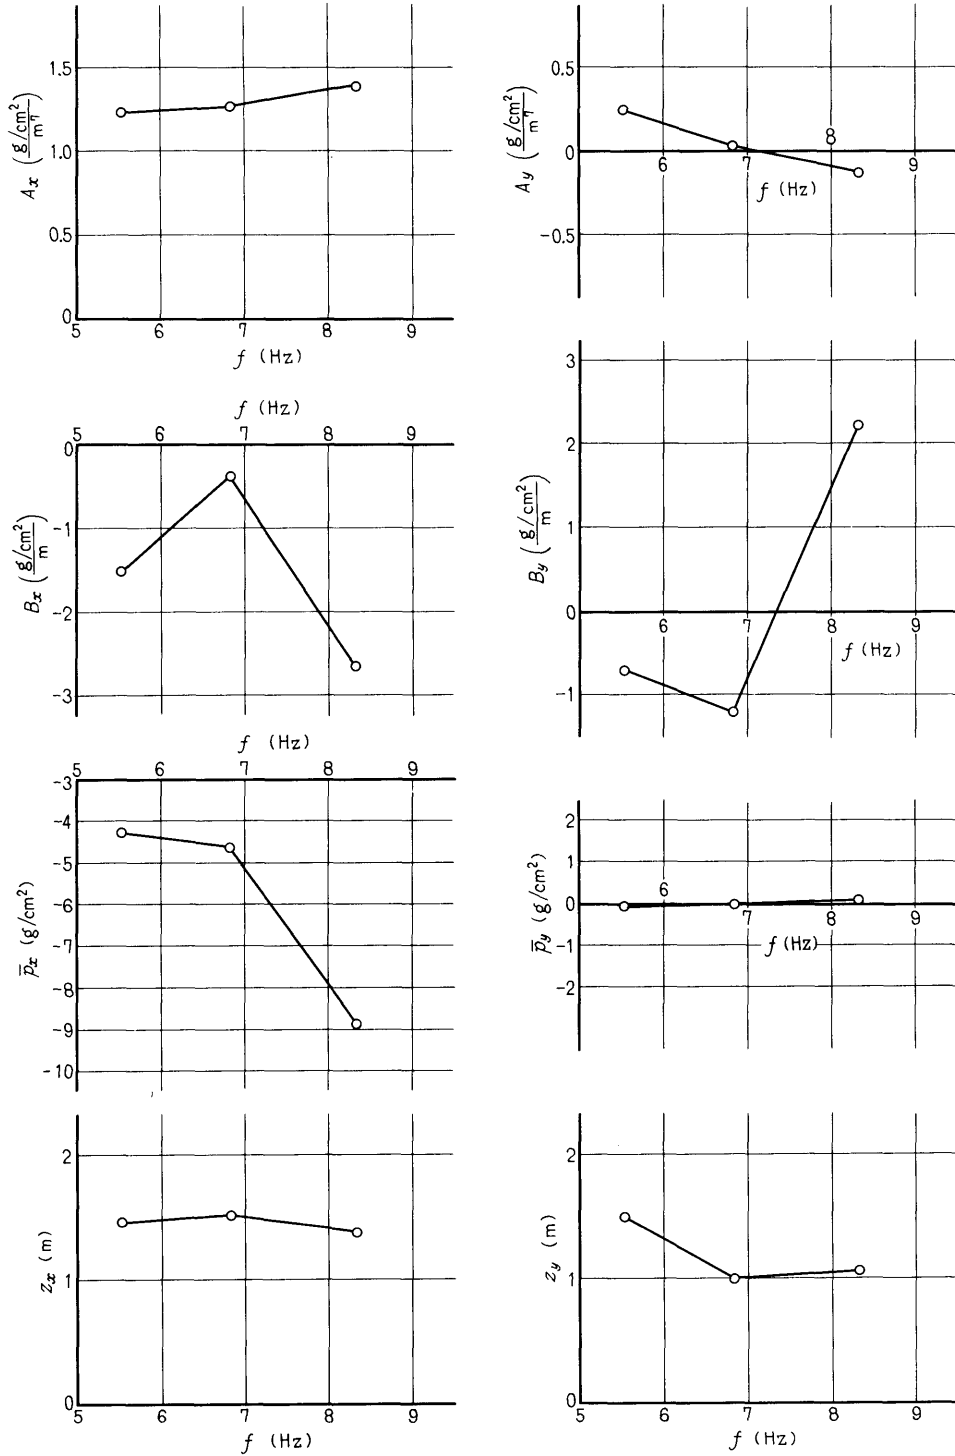 1.5
1.0
0.5
0
A_x (g/cm²/m⁷)
5 6 7 8 9
f (Hz)
0.5
0
-0.5
A_y (g/cm²/m⁷)
6 7 8 9
f (Hz)
f (Hz)
5 6 7 8 9
0
-1
-2
-3
B_x (g/cm²/m)
3
2
1
0
-1
B_y (g/cm²/m)
6 7 8 9
f (Hz)
f (Hz)
5 6 7 8 9
-3
-4
-5
-6
-7
-8
-9
-10
p̅_x (g/cm²)
2
1
0
-1
-2
p̅_y (g/cm²)
6 7 8 9
f (Hz)
2
1
0
z_x (m)
5 6 7 8 9
f (Hz)
2
1
0
z_y (m)
5 6 7 8 9
f (Hz)